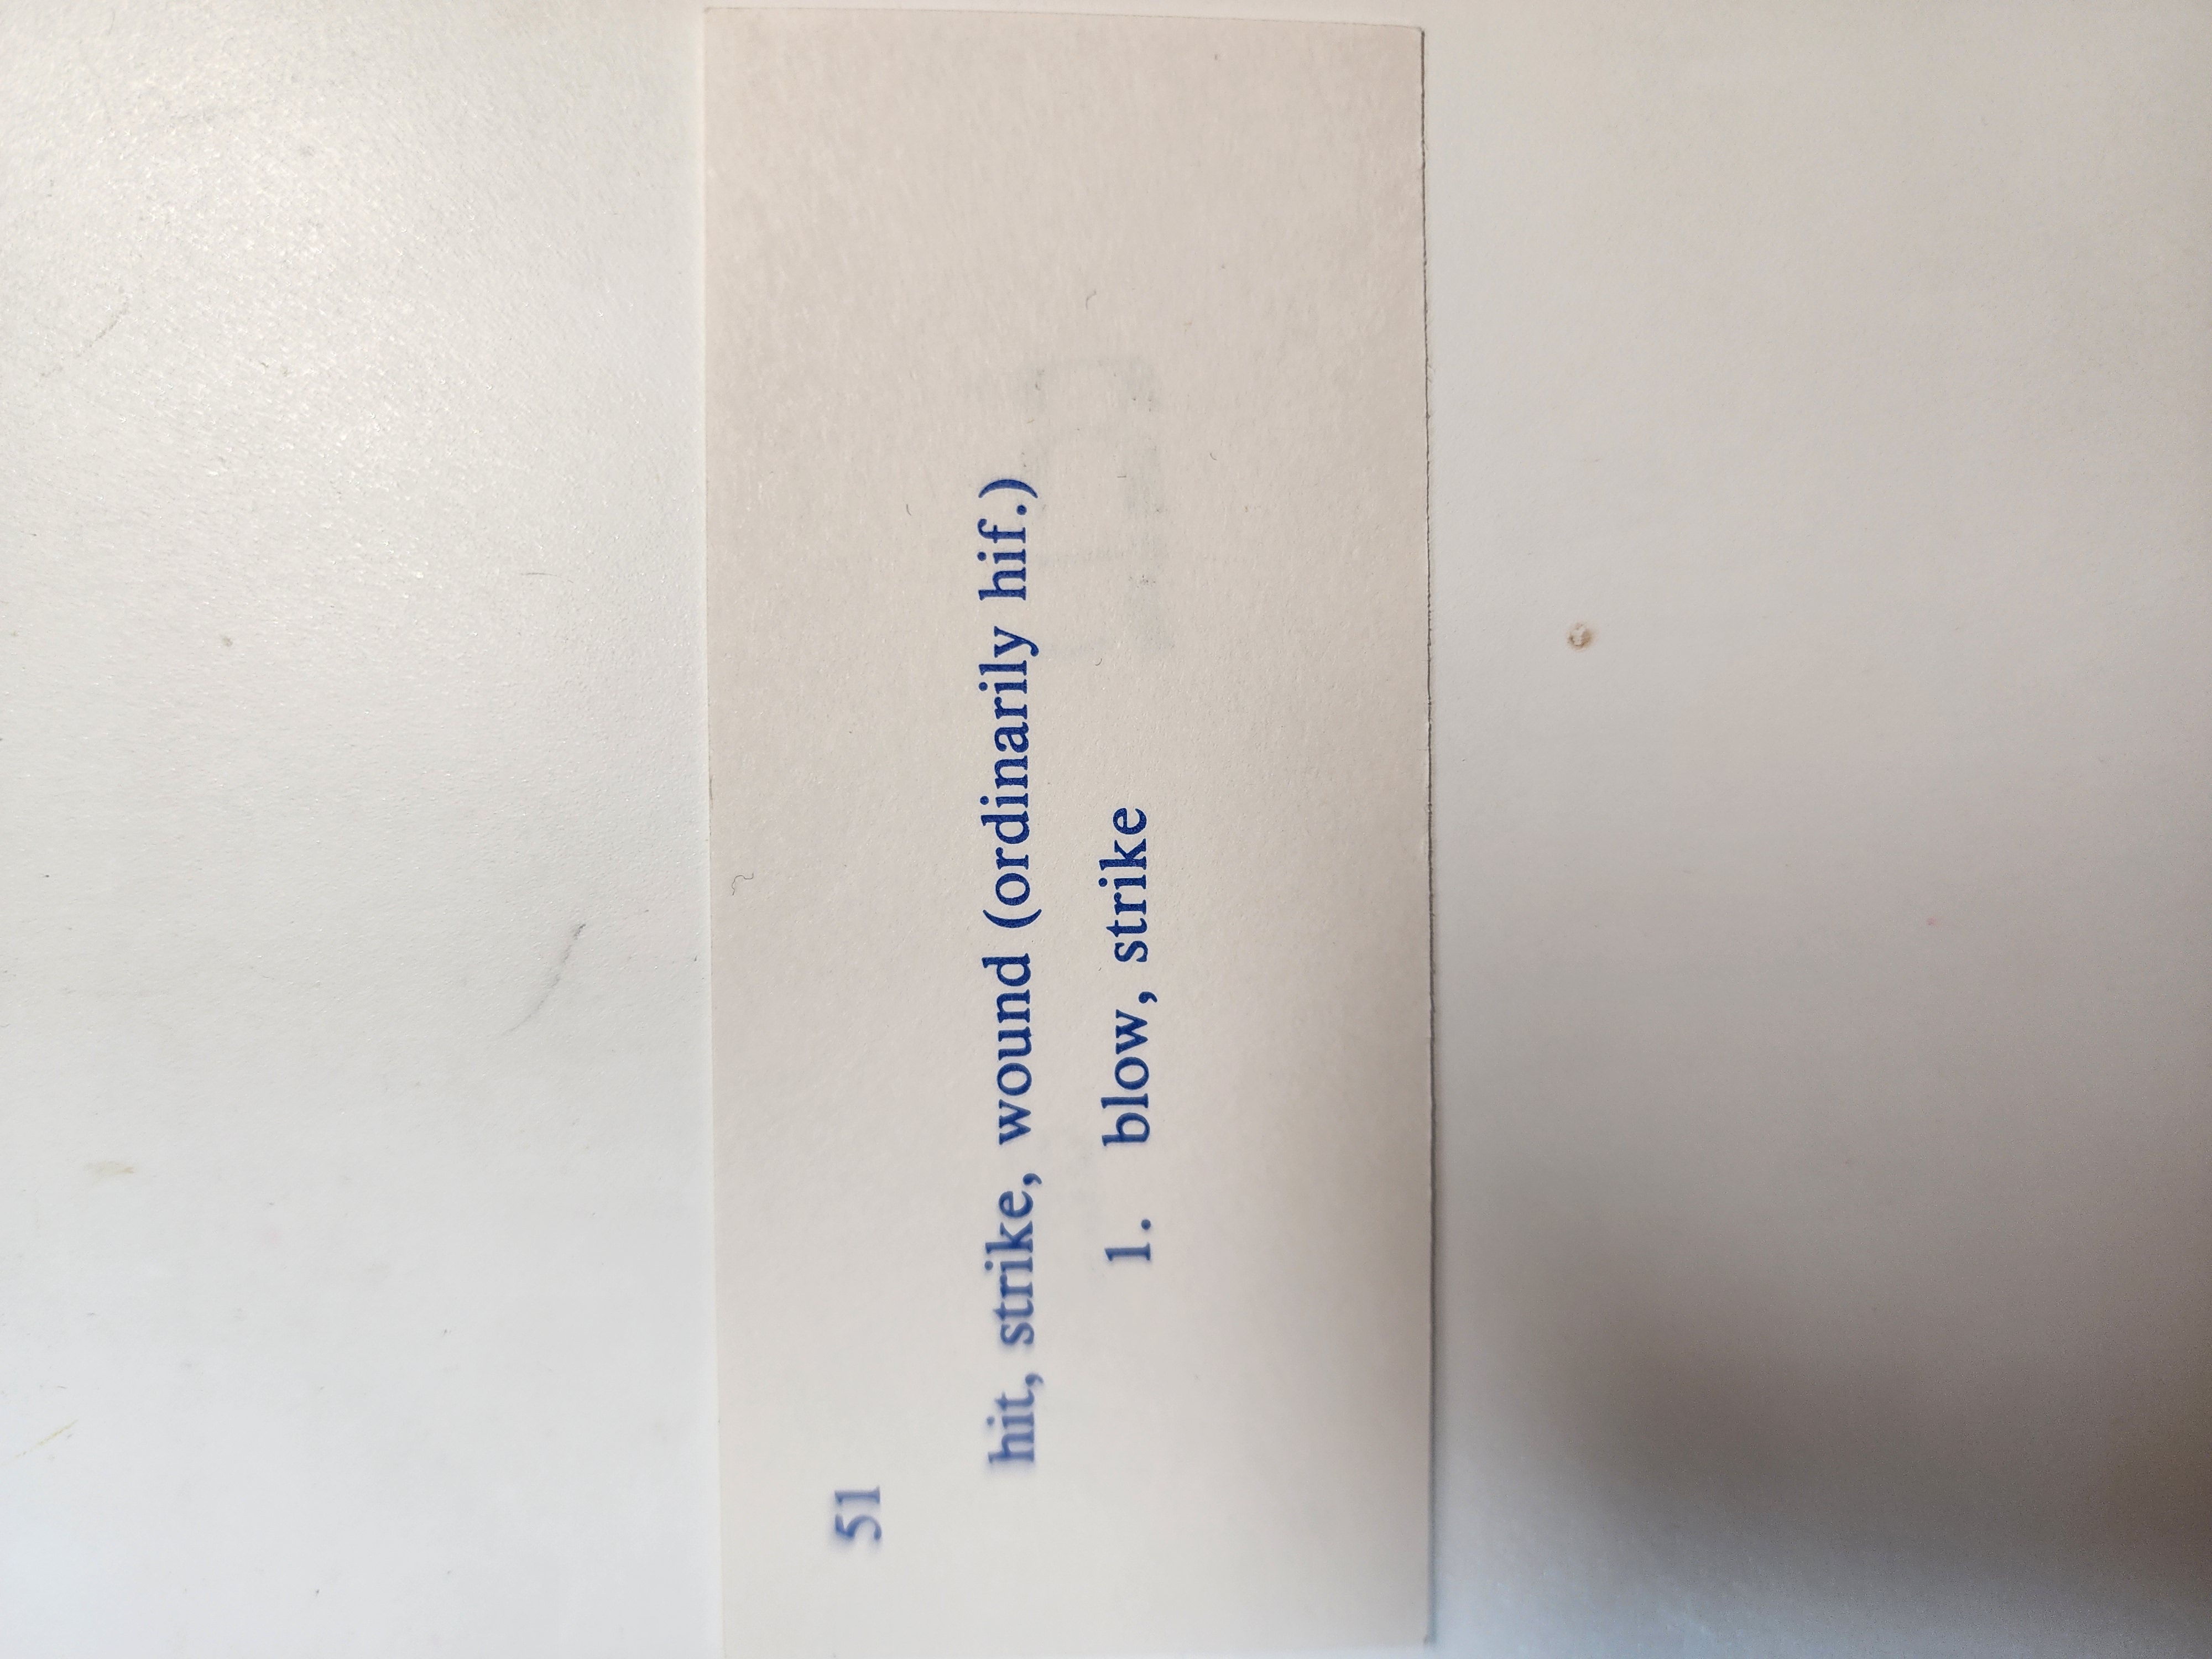 51
hit, strike, wound (ordinarily hif.)
1. blow, strike